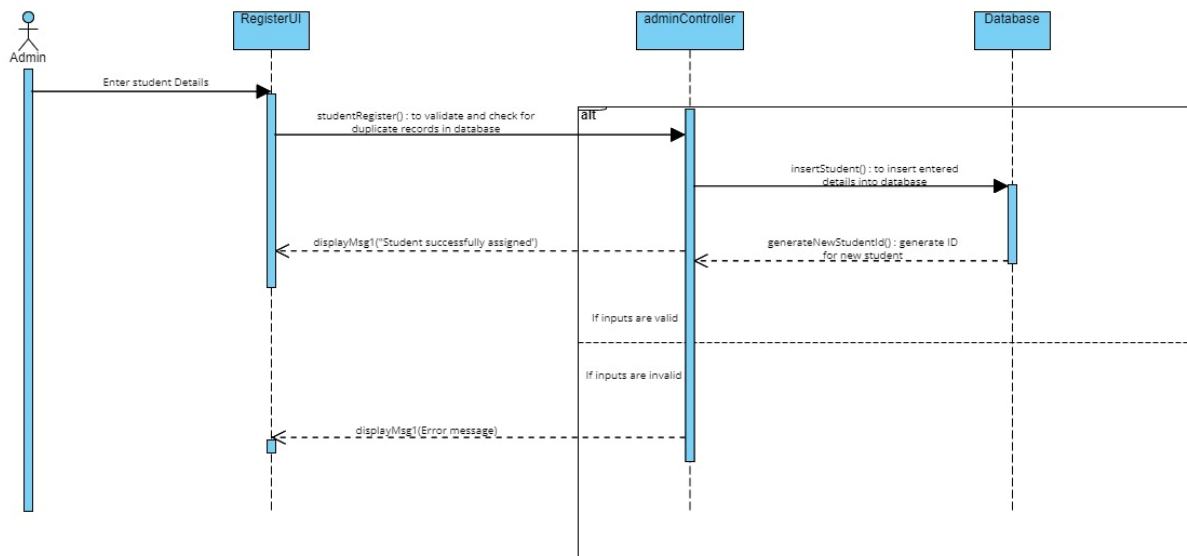 RegisterUI
adminController
Database
Admin
Enter student Details
alt
studentRegister() : to validate and check for
duplicate records in database
insertStudent() : to insert entered
details into database
displayMsg1("Student successfully assigned')
generateNewStudentId() : generate ID
for new student
If inputs are valid
If inputs are invalid
displayMsg1(Error message)